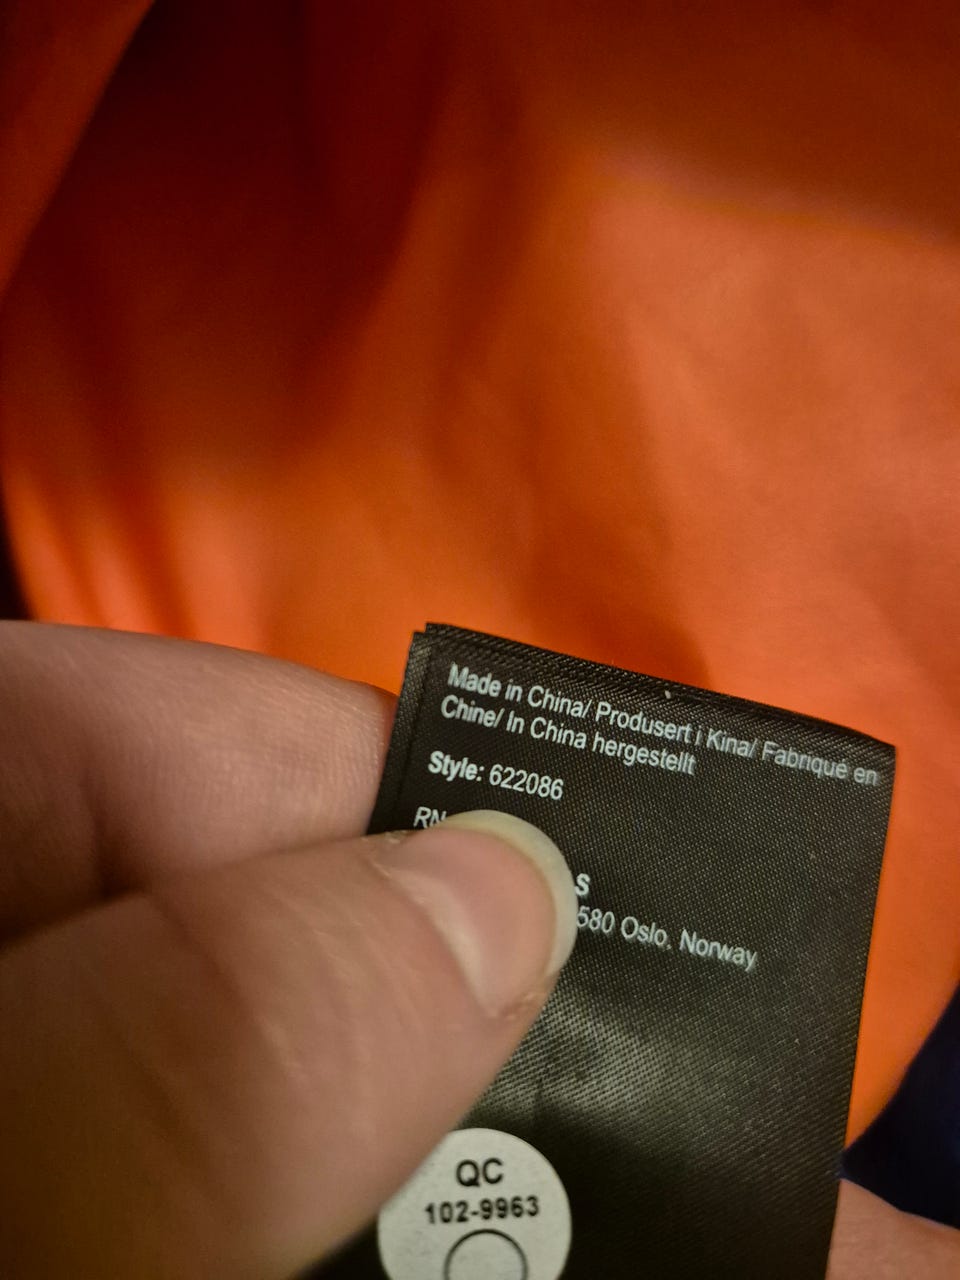 Made in China/ Produsert i Kina/ Fabriqué en
Chine/ In China hergestellt
Style: 622086
RN
S
580 Oslo, Norway
QC
102-9963